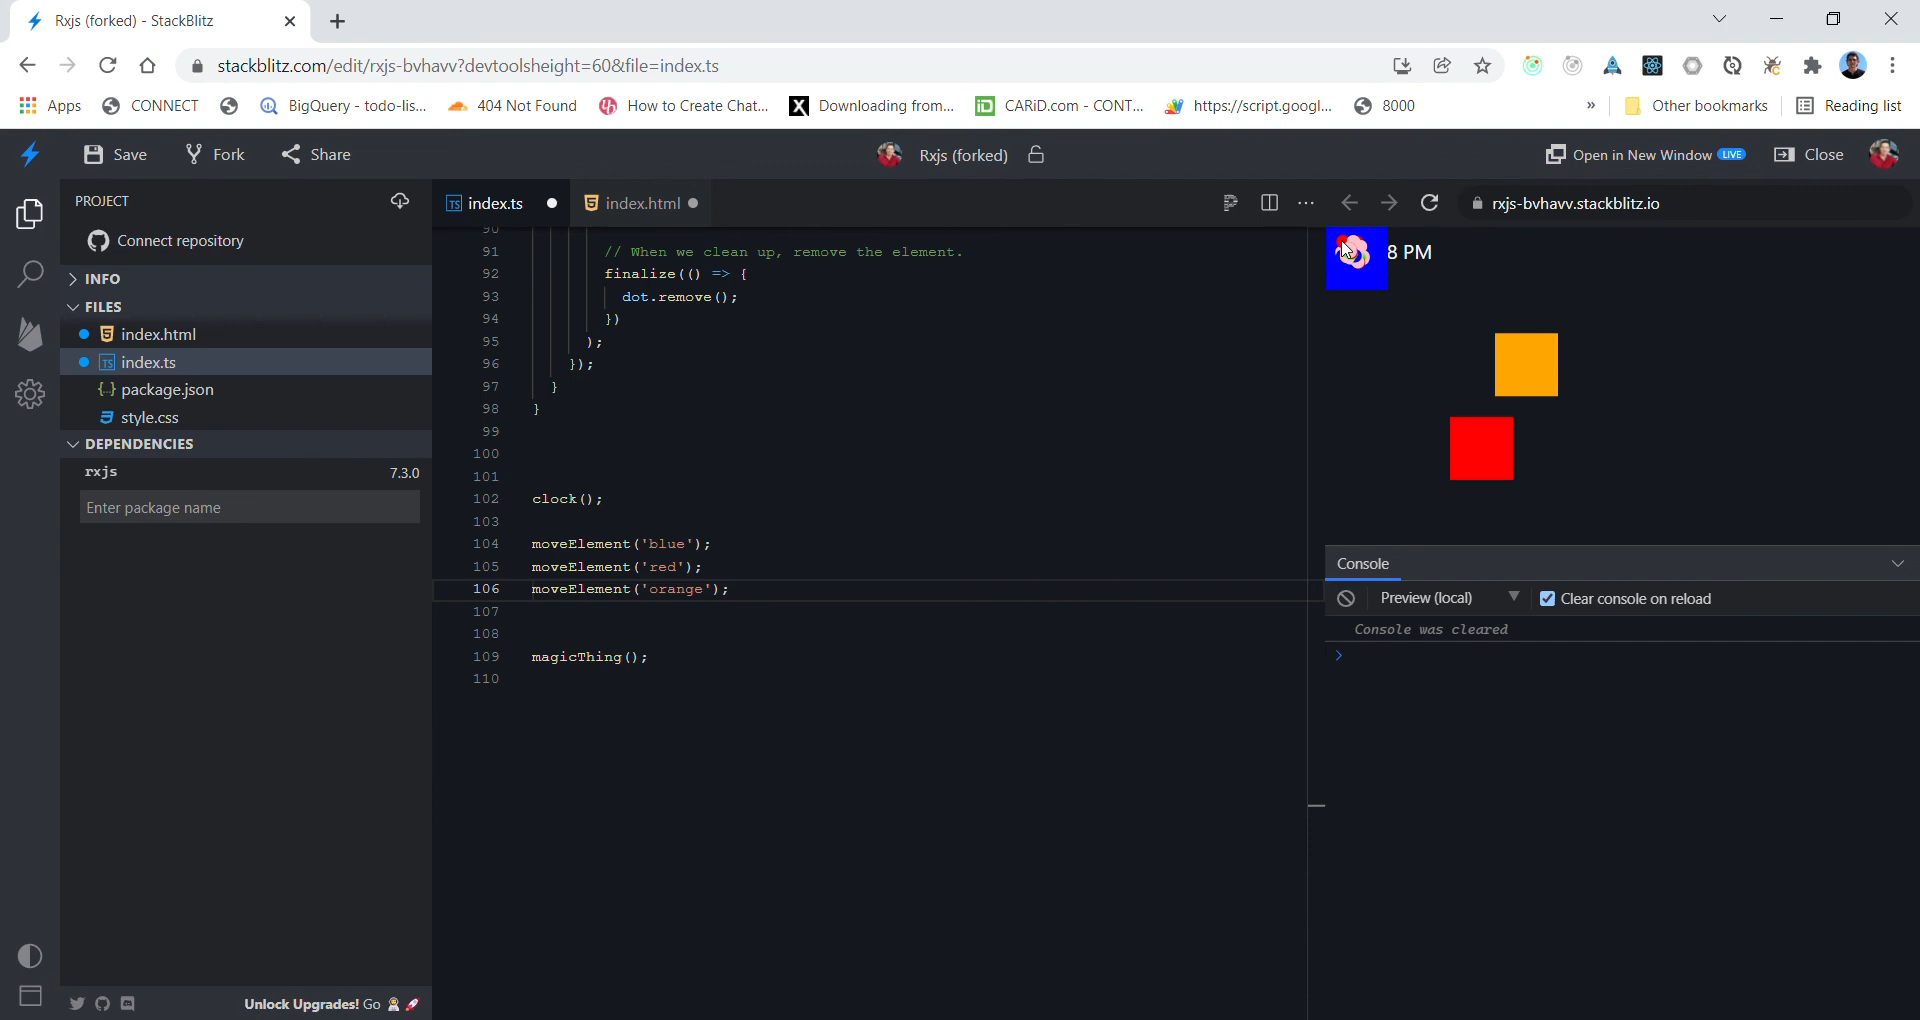 Rxjs (forked) - StackBlitz
stackblitz.com/edit/rxjs-bvhavv?devtoolsheight=60&file=index.ts
Apps CONNECT BigQuery - todo-lis... 404 Not Found How to Create Chat... Downloading from... CARiD.com - CONT... https://script.googl... 8000 » Other bookmarks Reading list
Save Fork Share Rxjs (forked) Open in New Window LIVE Close
PROJECT
Connect repository
INFO
FILES
index.html
index.ts
package.json
style.css
DEPENDENCIES
rxjs 7.3.0
Enter package name
Unlock Upgrades! Go
index.ts index.html
90
91 // When we clean up, remove the element.
92 finalize(() => {
93 dot.remove();
94 })
95 );
96 });
97 }
98 }
99
100
101
102 clock();
103
104 moveElement('blue');
105 moveElement('red');
106 moveElement('orange');
107
108
109 magicThing();
110
rxjs-bvhavv.stackblitz.io
8 PM
Console
Preview (local) Clear console on reload
Console was cleared